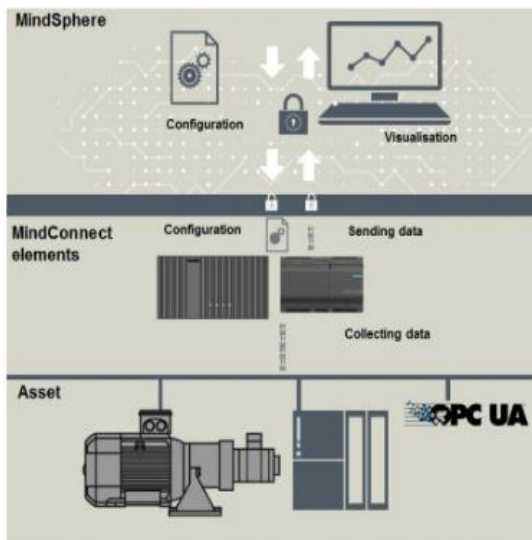 MindSphere
Configuration
Visualisation
MindConnect
elements
Configuration
Sending data
Collecting data
Asset
OPC UA